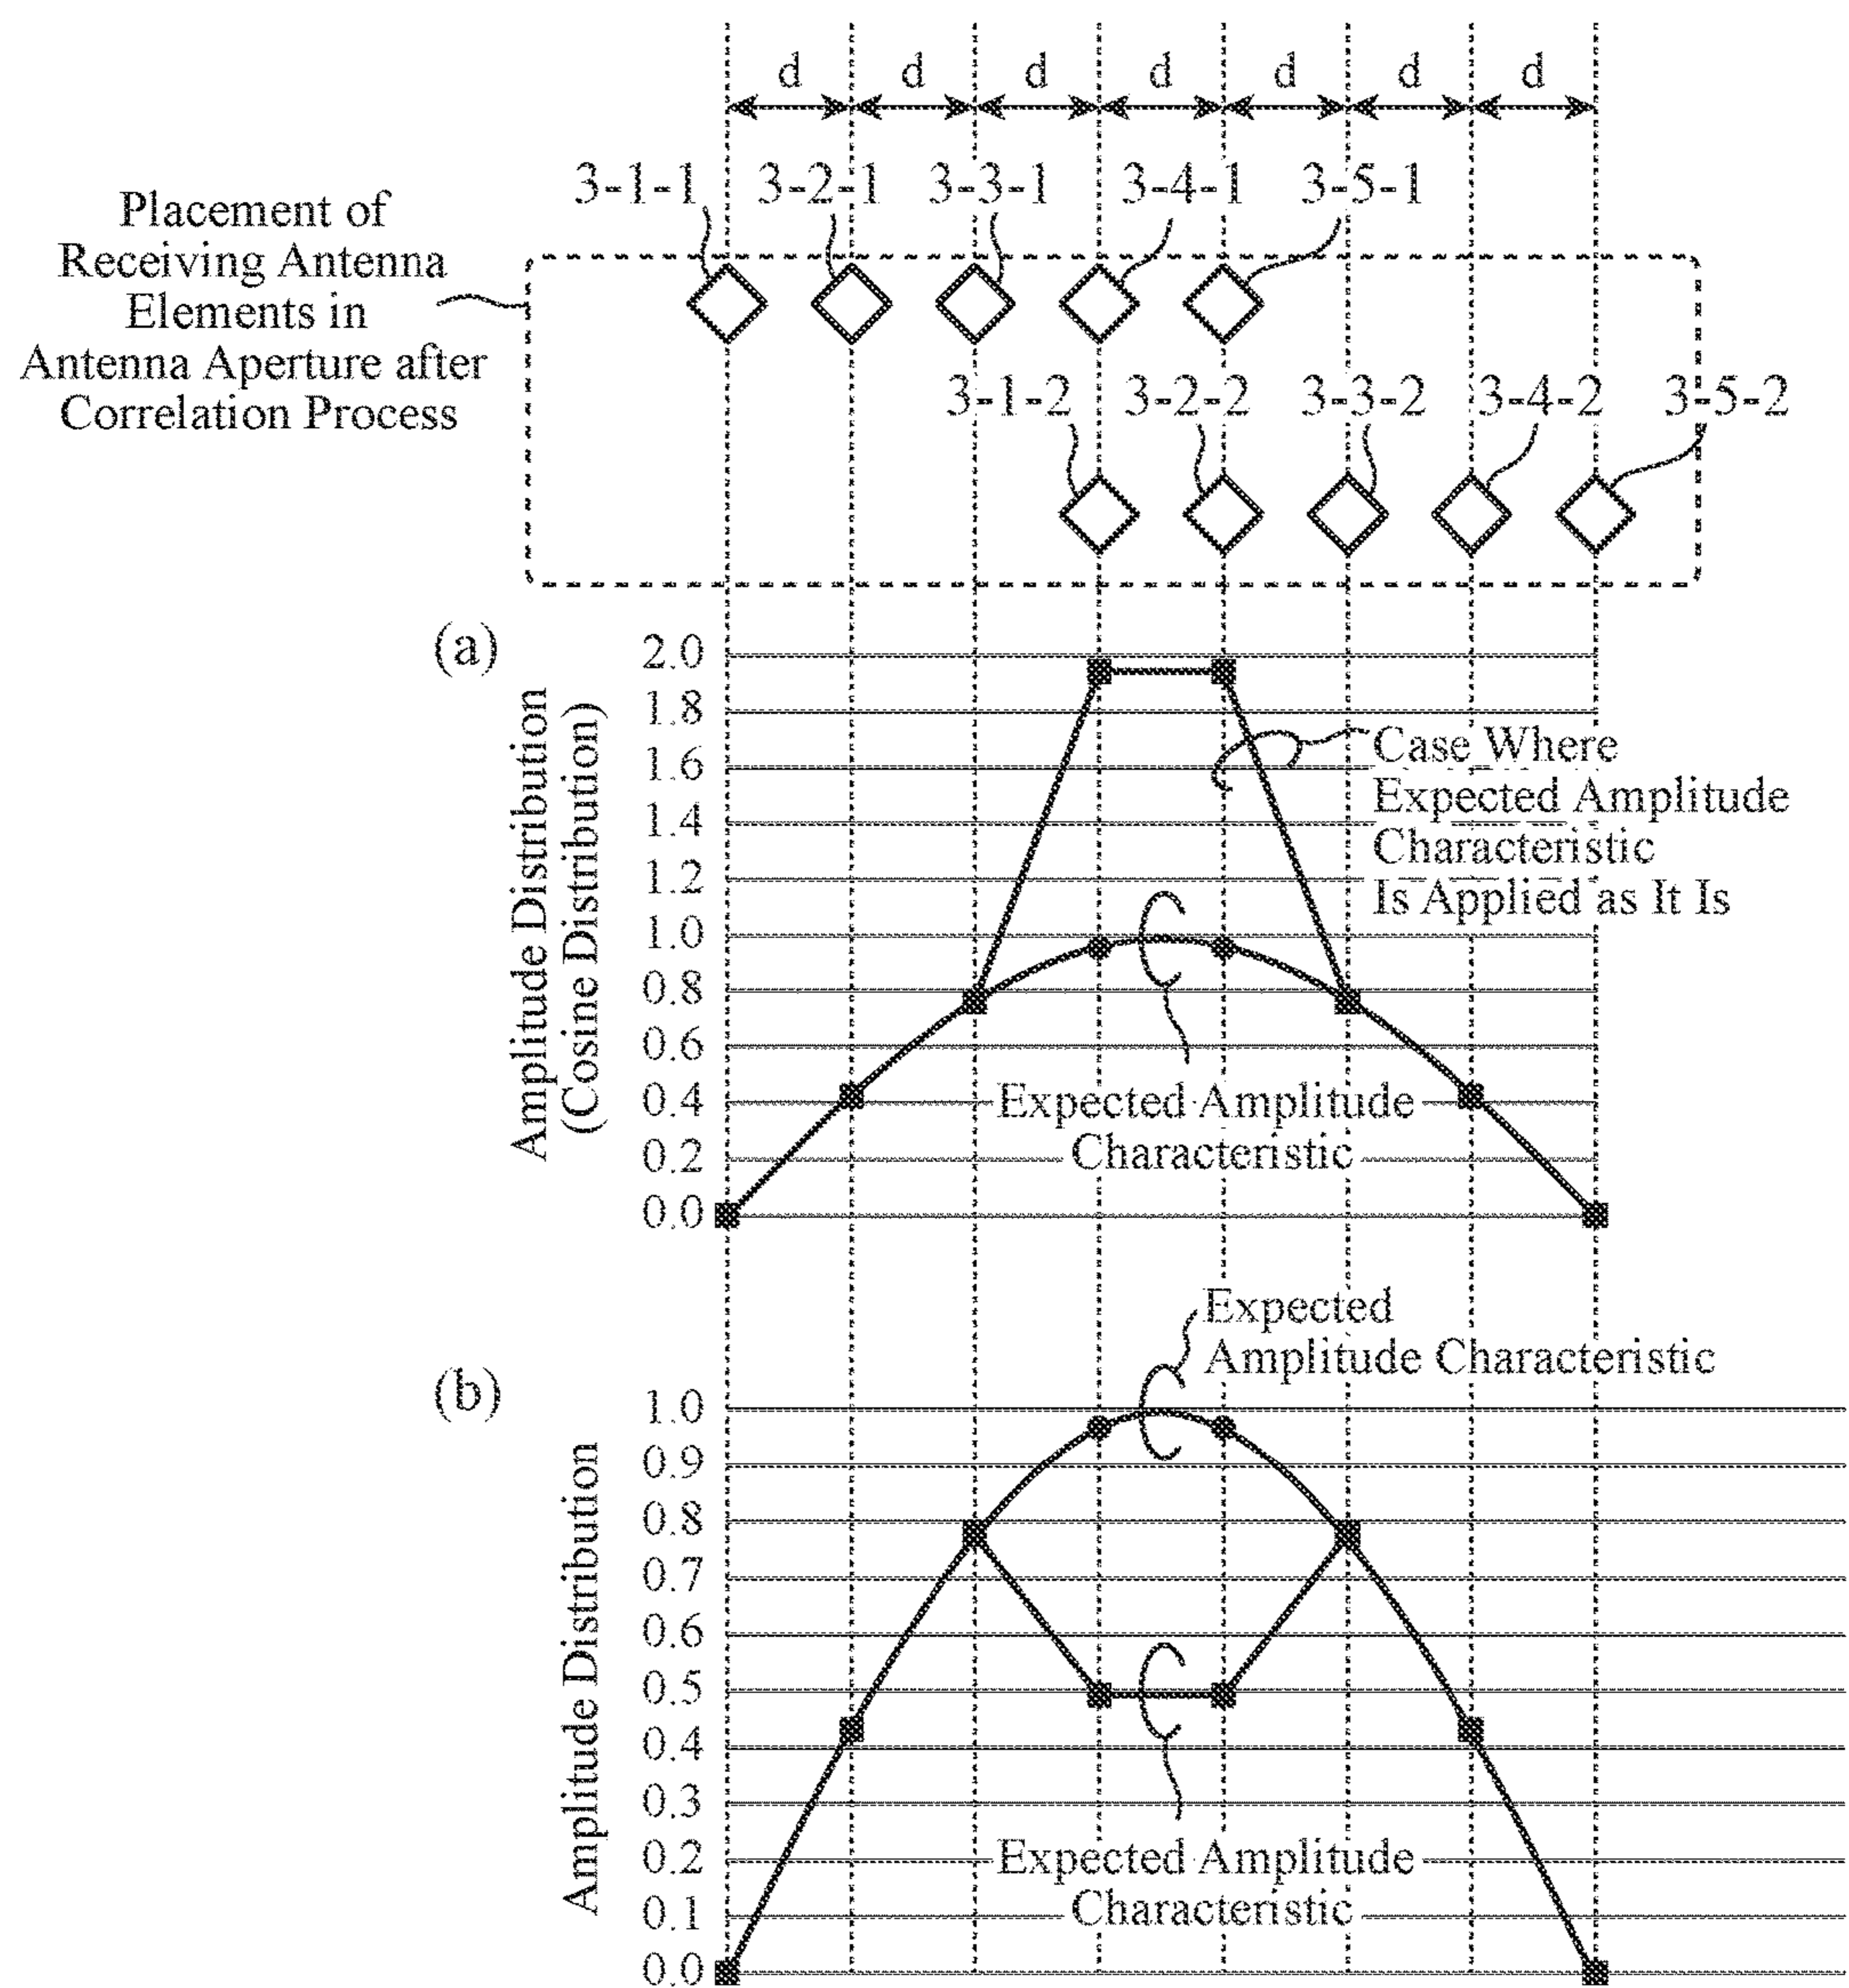 d d d d d d d
3-1-1 3-2-1 3-3-1 3-4-1 3-5-1
Placement of
Receiving Antenna
Elements in
Antenna Aperture after
Correlation Process
3-1-2 3-2-2 3-3-2 3-4-2 3-5-2
(a)
Amplitude Distribution
(Cosine Distribution)
2.0
1.8
1.6
1.4
1.2
1.0
0.8
0.6
0.4
0.2
0.0
Case Where
Expected Amplitude
Characteristic
Is Applied as It Is
Expected Amplitude
Characteristic
(b)
Amplitude Distribution
Expected
Amplitude Characteristic
1.0
0.9
0.8
0.7
0.6
0.5
0.4
0.3
0.2
0.1
0.0
Expected Amplitude
Characteristic